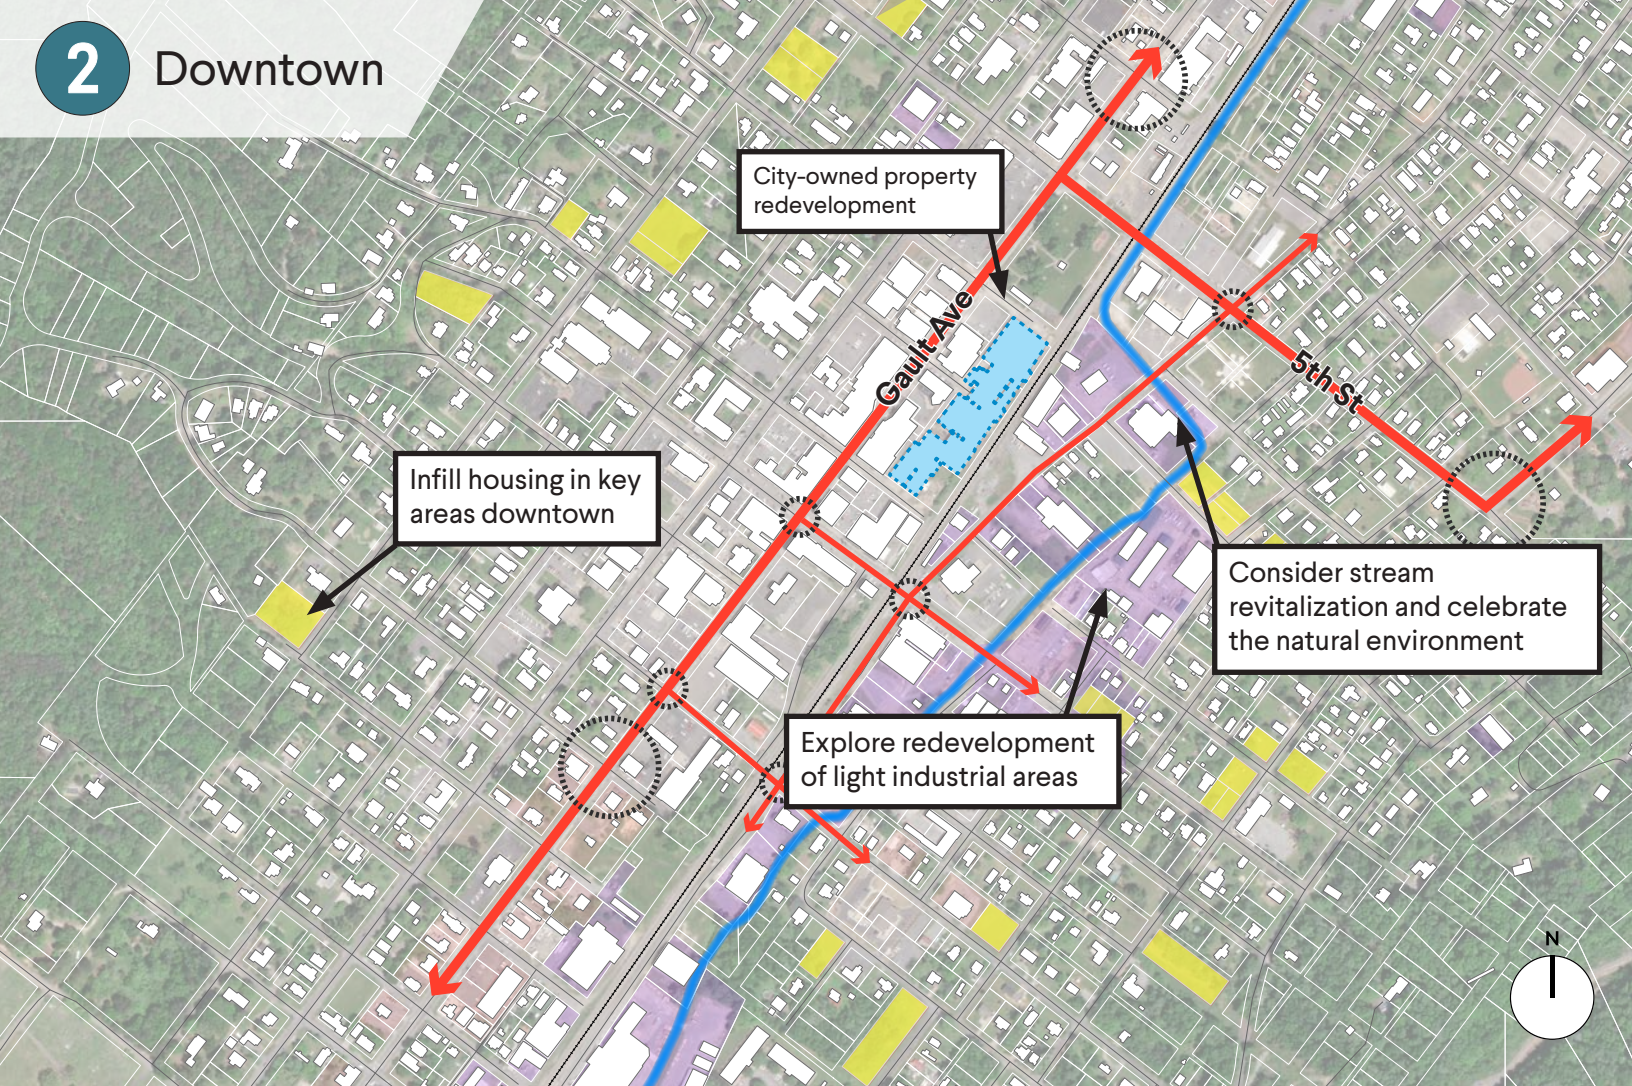 2 Downtown
City-owned property
redevelopment
Gault Ave
5th St
Infill housing in key
areas downtown
Consider stream
revitalization and celebrate
the natural environment
Explore redevelopment
of light industrial areas
N